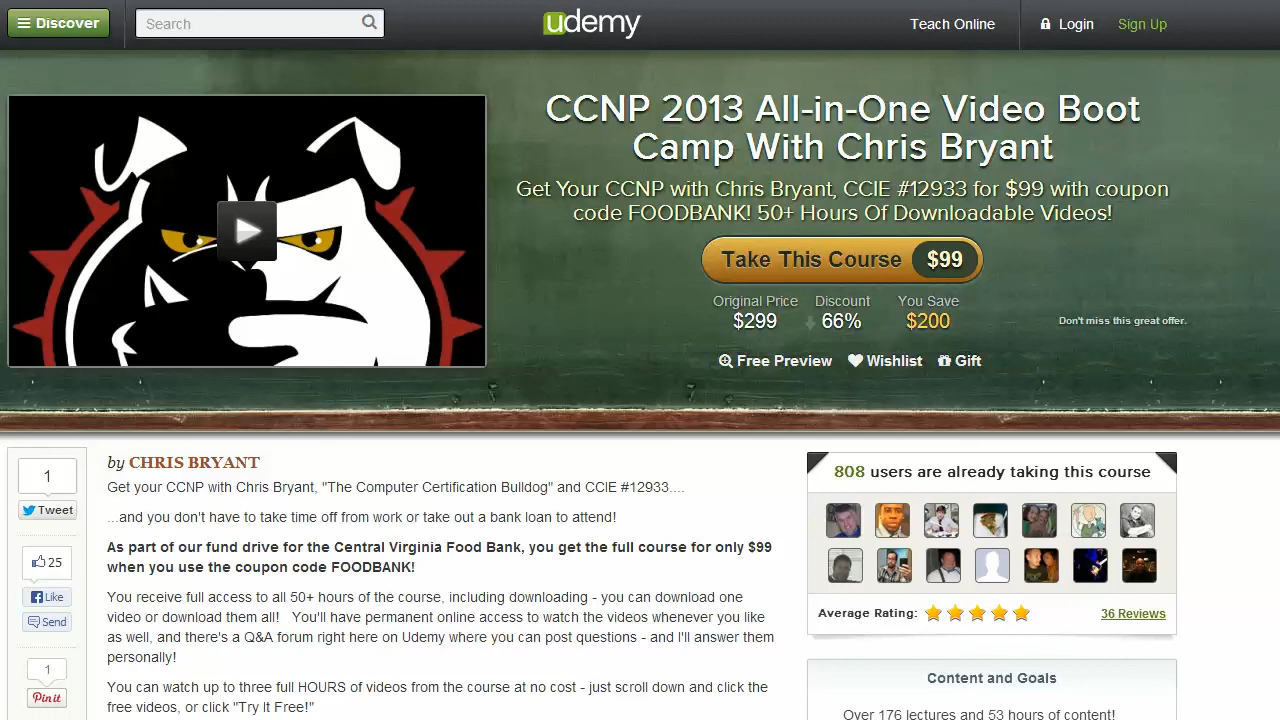 Discover
Search
udemy
Teach Online
Login
Sign Up
CCNP 2013 All-in-One Video Boot
Camp With Chris Bryant
Get Your CCNP with Chris Bryant, CCIE #12933 for $99 with coupon
code FOODBANK! 50+ Hours Of Downloadable Videos!
Take This Course $99
Original Price Discount You Save
$299 66% $200
Don't miss this great offer.
Free Preview Wishlist Gift
1
Tweet
25
Like
Send
1
Pin it
by CHRIS BRYANT
Get your CCNP with Chris Bryant, "The Computer Certification Bulldog" and CCIE #12933....
...and you don't have to take time off from work or take out a bank loan to attend!
As part of our fund drive for the Central Virginia Food Bank, you get the full course for only $99
when you use the coupon code FOODBANK!
You receive full access to all 50+ hours of the course, including downloading - you can download one
video or download them all! You'll have permanent online access to watch the videos whenever you like
as well, and there's a Q&A forum right here on Udemy where you can post questions - and I'll answer them
personally!
You can watch up to three full HOURS of videos from the course at no cost - just scroll down and click the
free videos, or click "Try It Free!"
808 users are already taking this course
Average Rating:
36 Reviews
Content and Goals
Over 176 lectures and 53 hours of content!